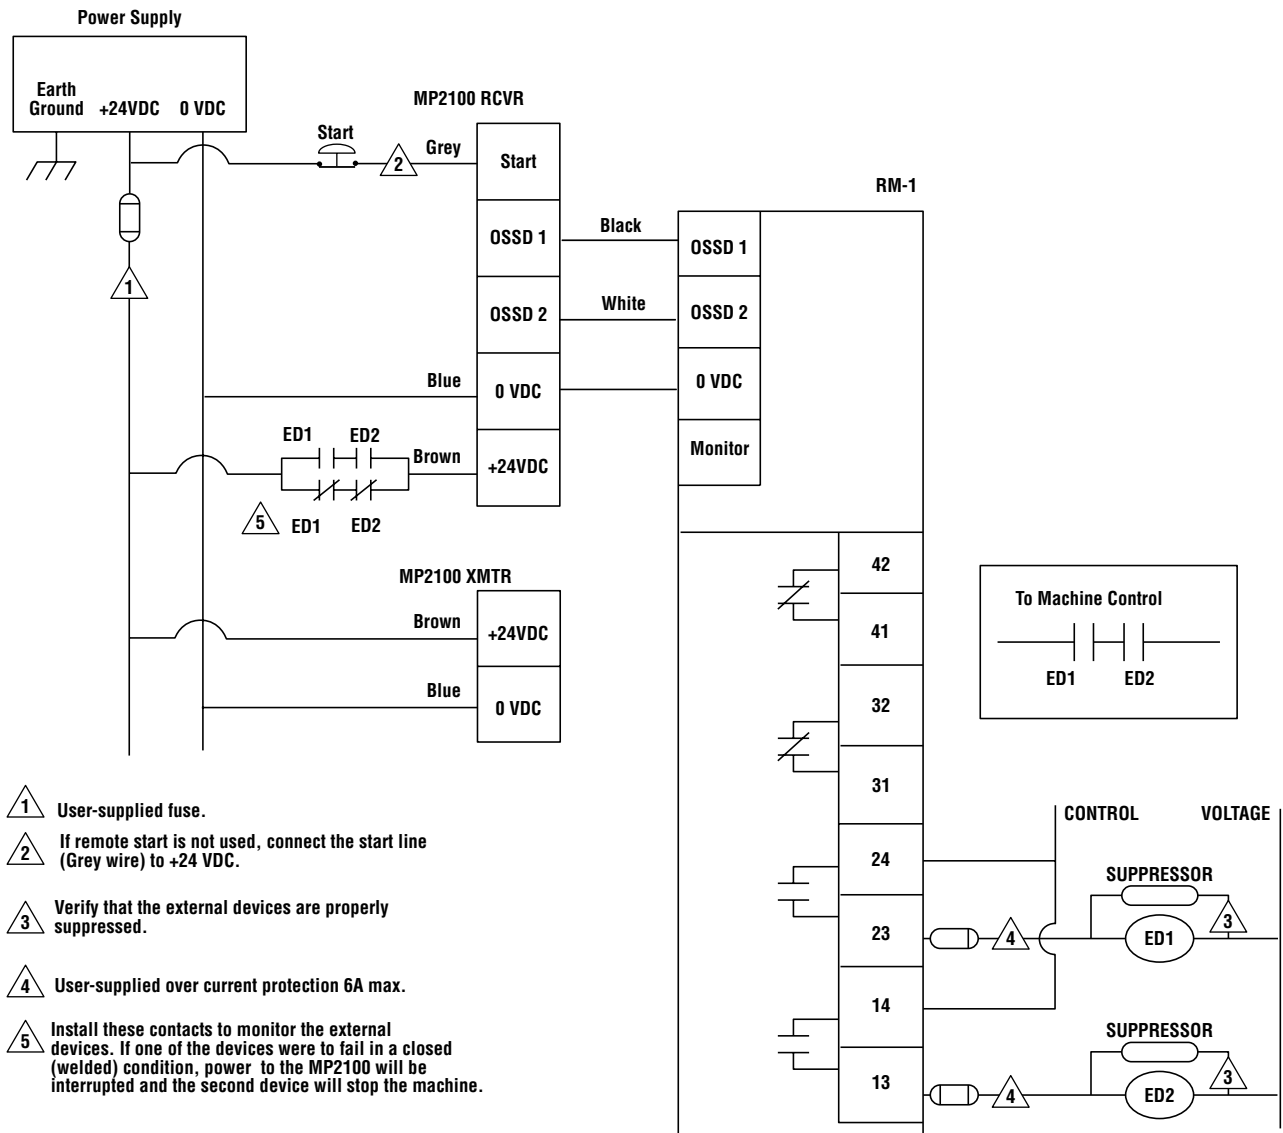 Power Supply
Earth
Ground +24VDC 0 VDC
MP2100 RCVR
Start
2
Grey
Start
OSSD 1
OSSD 2
0 VDC
+24VDC
Black
White
Blue
Brown
1
ED1 ED2
5
ED1 ED2
RM-1
OSSD 1
OSSD 2
0 VDC
Monitor
MP2100 XMTR
Brown
+24VDC
Blue
0 VDC
42
41
32
31
24
23
14
13
To Machine Control
ED1 ED2
CONTROL VOLTAGE
SUPPRESSOR
4
ED1
3
SUPPRESSOR
4
ED2
3
1 User-supplied fuse.
2 If remote start is not used, connect the start line
(Grey wire) to +24 VDC.
3 Verify that the external devices are properly
suppressed.
4 User-supplied over current protection 6A max.
5 Install these contacts to monitor the external
devices. If one of the devices were to fail in a closed
(welded) condition, power to the MP2100 will be
interrupted and the second device will stop the machine.